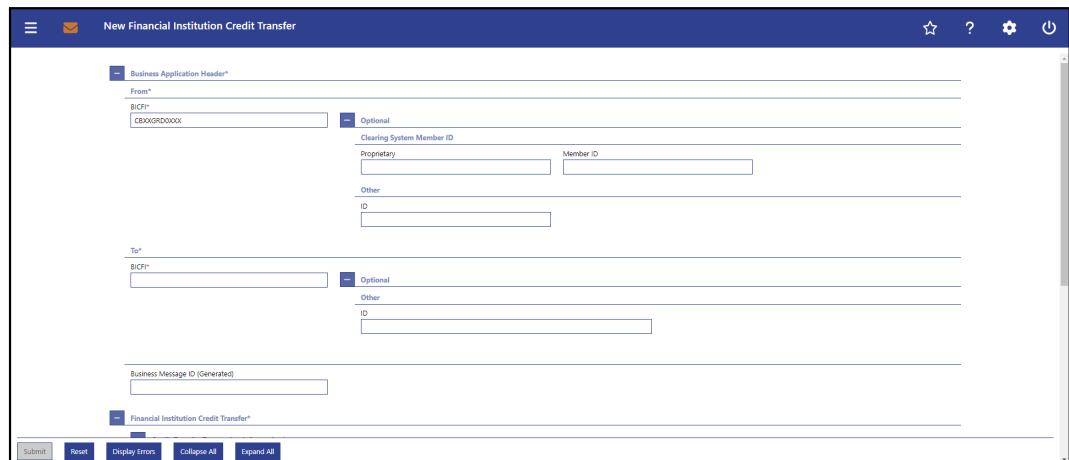 New Financial Institution Credit Transfer
?
Business Application Header*
From*
BICFI*
CBXXGRD0XXX
Optional
Clearing System Member ID
Proprietary Member ID
Other
ID
To*
BICFI*
Optional
Other
ID
Business Message ID (Generated)
Financial Institution Credit Transfer*
Submit Reset Display Errors Collapse All Expand All